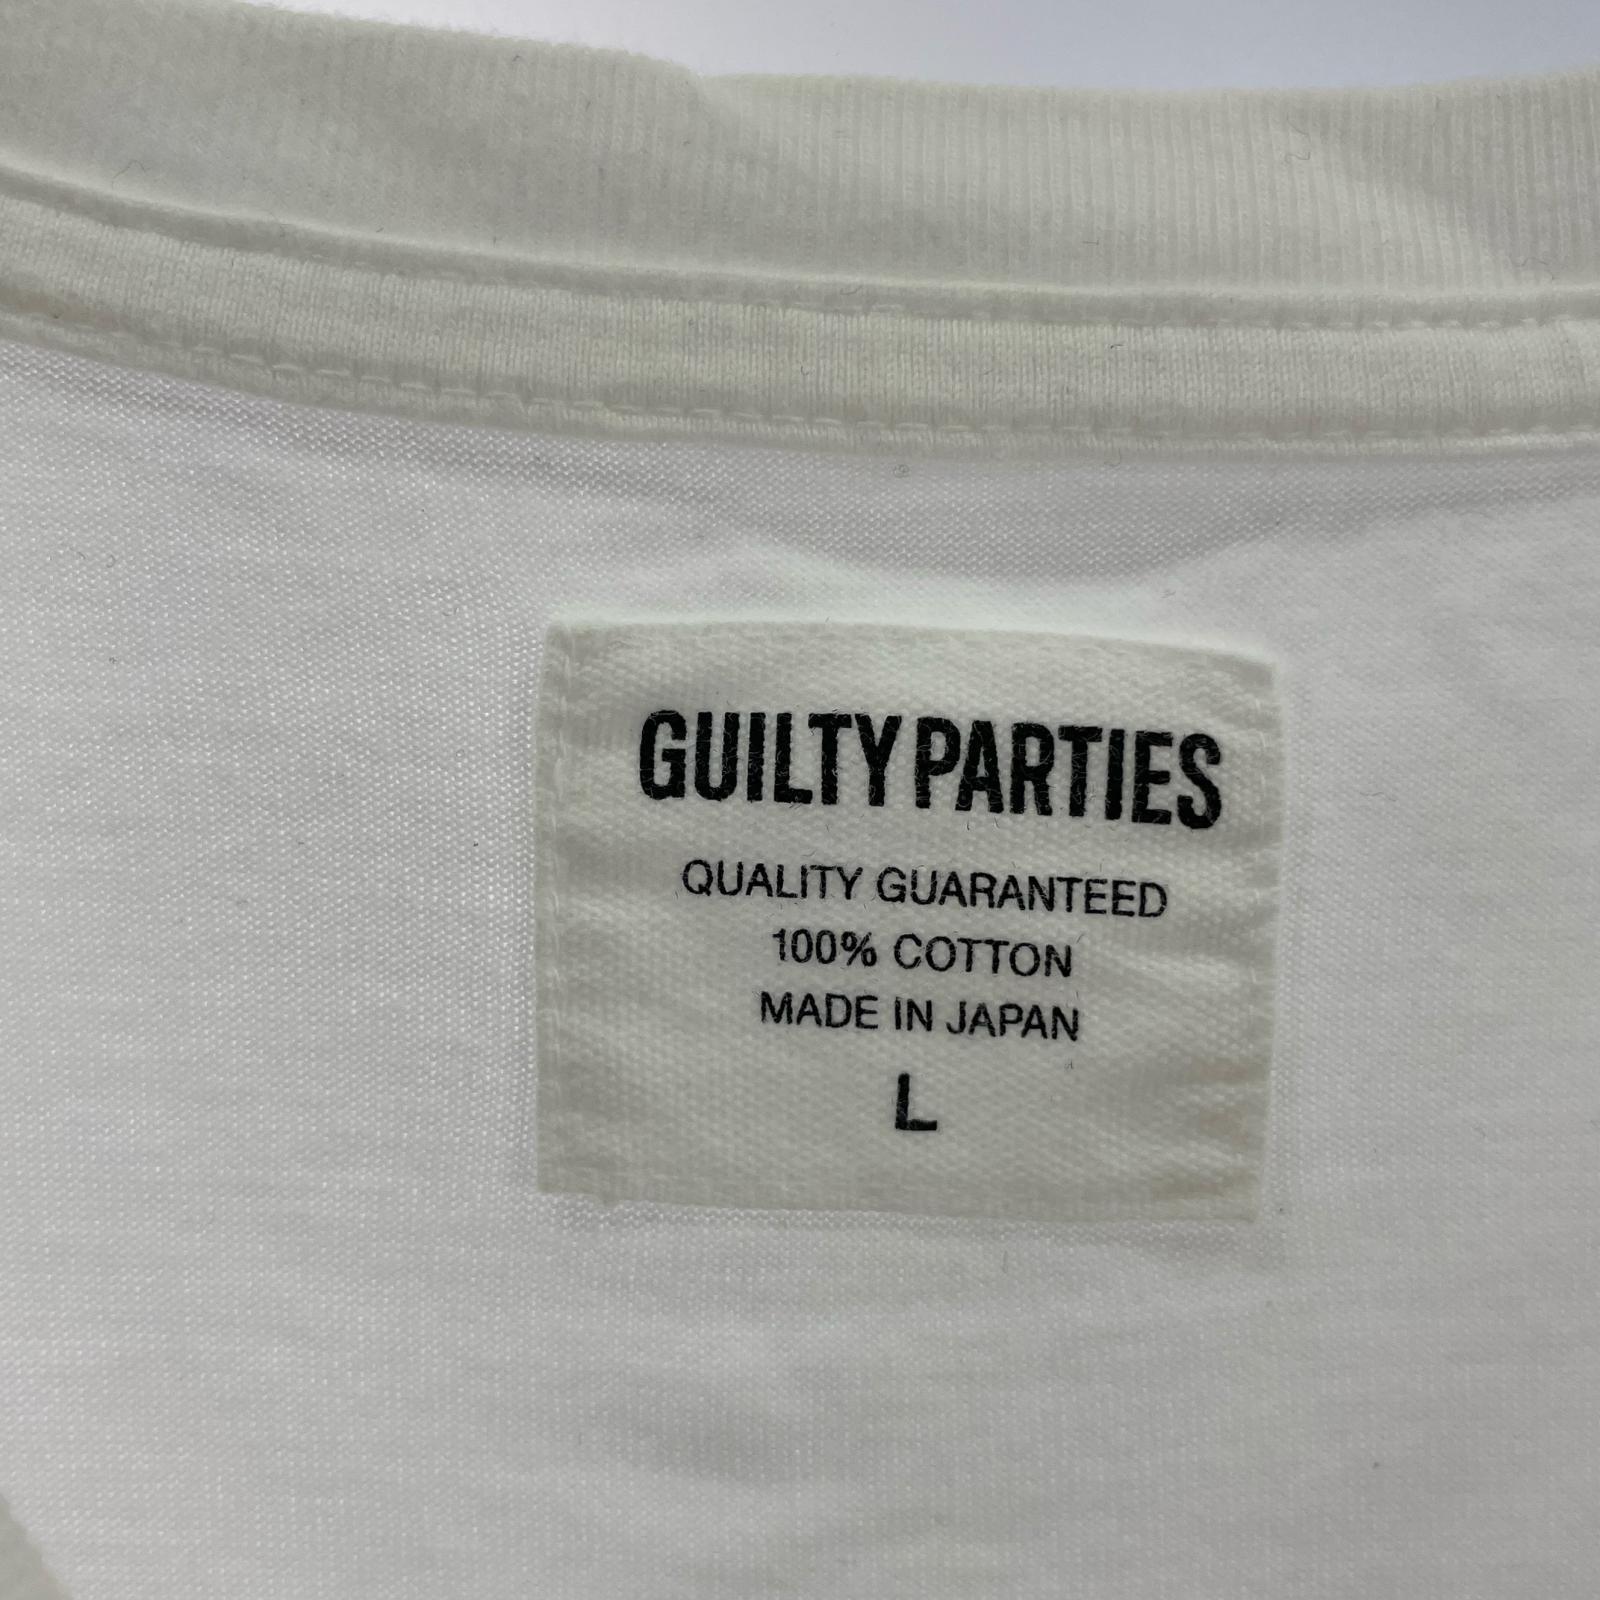 GUILTY PARTIES
QUALITY GUARANTEED
100% COTTON
MADE IN JAPAN
L